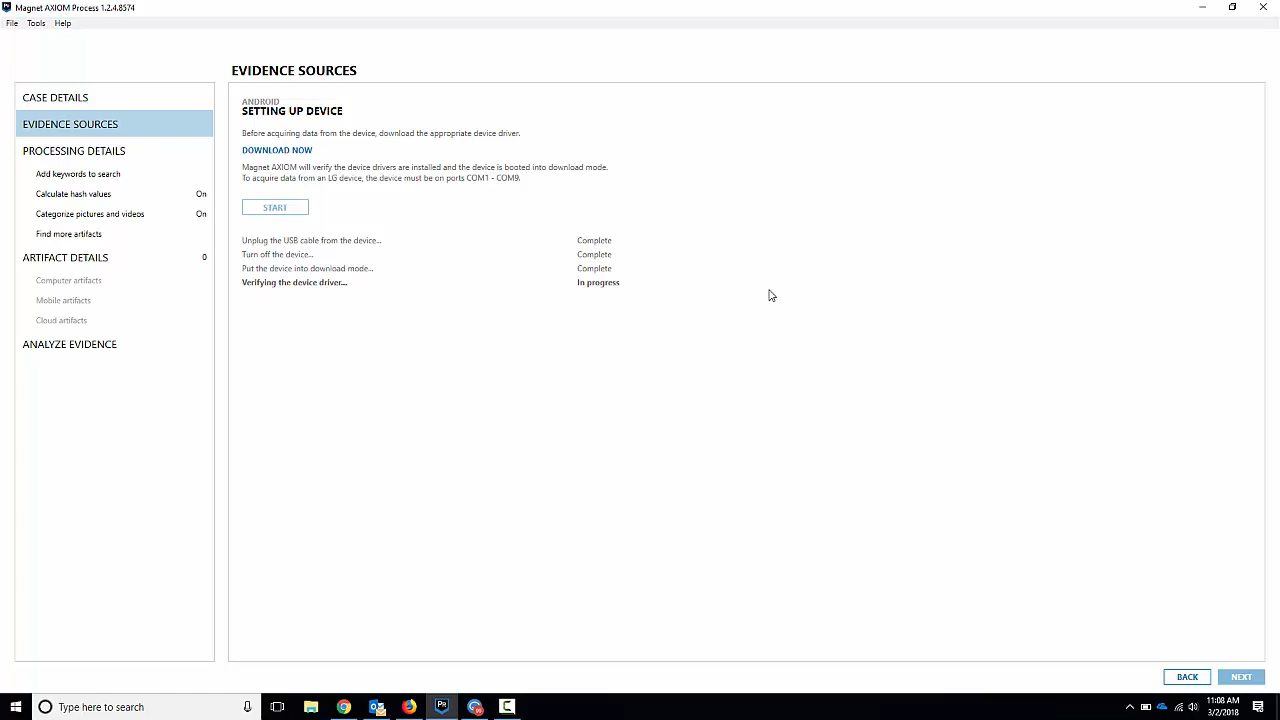 Magnet AXIOM Process 1.2.4.8574
File Tools Help
EVIDENCE SOURCES
CASE DETAILS
EVIDENCE SOURCES
PROCESSING DETAILS
Add keywords to search
Calculate hash values On
Categorize pictures and videos On
Find more artifacts
ARTIFACT DETAILS 0
Computer artifacts
Mobile artifacts
Cloud artifacts
ANALYZE EVIDENCE
ANDROID
SETTING UP DEVICE
Before acquiring data from the device, download the appropriate device driver.
DOWNLOAD NOW
Magnet AXIOM will verify the device drivers are installed and the device is booted into download mode.
To acquire data from an LG device, the device must be on ports COM1 - COM9.
START
Unplug the USB cable from the device... Complete
Turn off the device... Complete
Put the device into download mode... Complete
Verifying the device driver... In progress
BACK NEXT
Type here to search
11:08 AM
3/2/2018